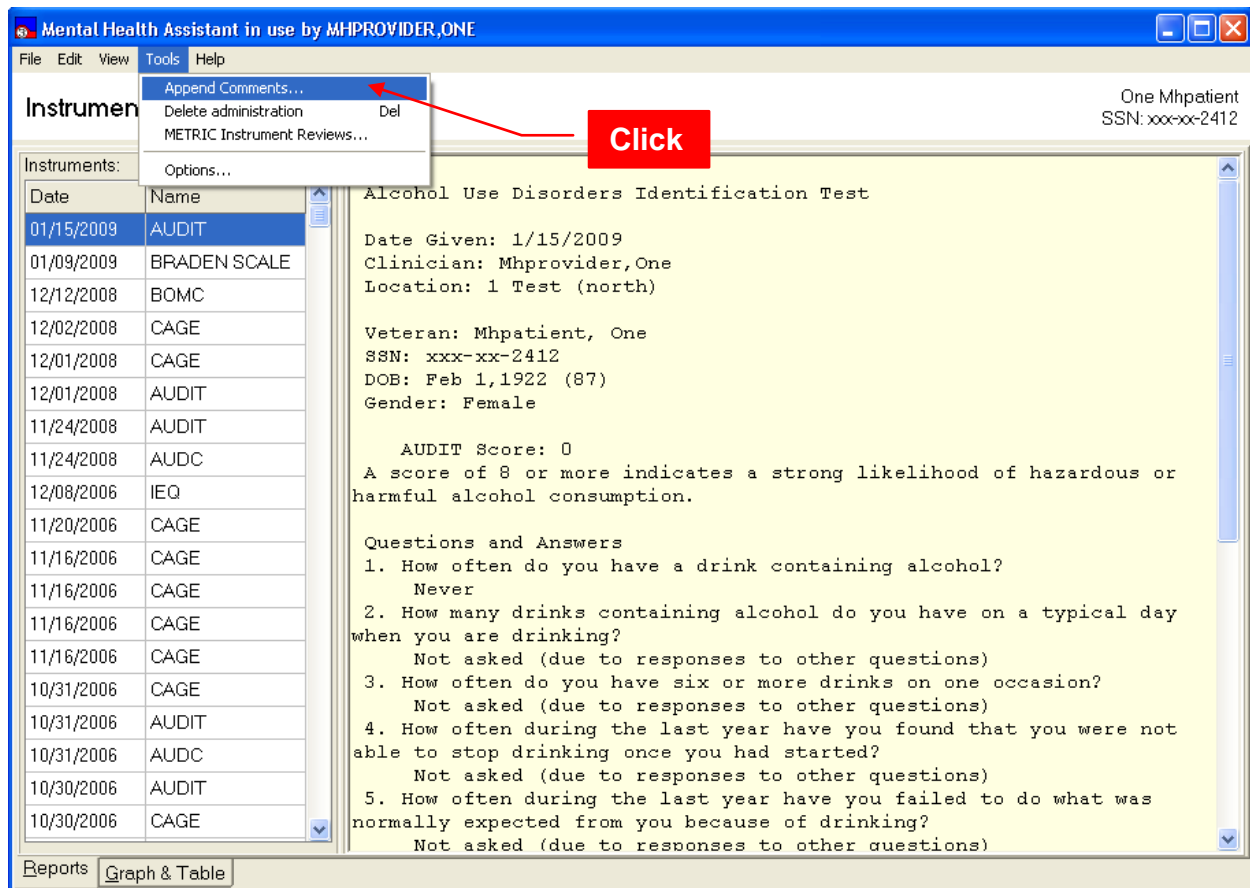 Mental Health Assistant in use by MHPROVIDER,ONE
File Edit View Tools Help
Append Comments...
Delete administration Del
METRIC Instrument Reviews...
Options...
Click
Instrumen
One Mhpatient
SSN: xxx-xx-2412
Instruments:
Date Name
01/15/2009 AUDIT
01/09/2009 BRADEN SCALE
12/12/2008 BOMC
12/02/2008 CAGE
12/01/2008 CAGE
12/01/2008 AUDIT
11/24/2008 AUDIT
11/24/2008 AUDC
12/08/2006 IEQ
11/20/2006 CAGE
11/16/2006 CAGE
11/16/2006 CAGE
11/16/2006 CAGE
11/16/2006 CAGE
10/31/2006 CAGE
10/31/2006 AUDIT
10/31/2006 AUDC
10/30/2006 AUDIT
10/30/2006 CAGE
Alcohol Use Disorders Identification Test
Date Given: 1/15/2009
Clinician: Mhprovider,One
Location: 1 Test (north)
Veteran: Mhpatient, One
SSN: xxx-xx-2412
DOB: Feb 1,1922 (87)
Gender: Female
AUDIT Score: 0
A score of 8 or more indicates a strong likelihood of hazardous or
harmful alcohol consumption.
Questions and Answers
1. How often do you have a drink containing alcohol?
Never
2. How many drinks containing alcohol do you have on a typical day
when you are drinking?
Not asked (due to responses to other questions)
3. How often do you have six or more drinks on one occasion?
Not asked (due to responses to other questions)
4. How often during the last year have you found that you were not
able to stop drinking once you had started?
Not asked (due to responses to other questions)
5. How often during the last year have you failed to do what was
normally expected from you because of drinking?
Not asked (due to responses to other questions)
Reports Graph & Table